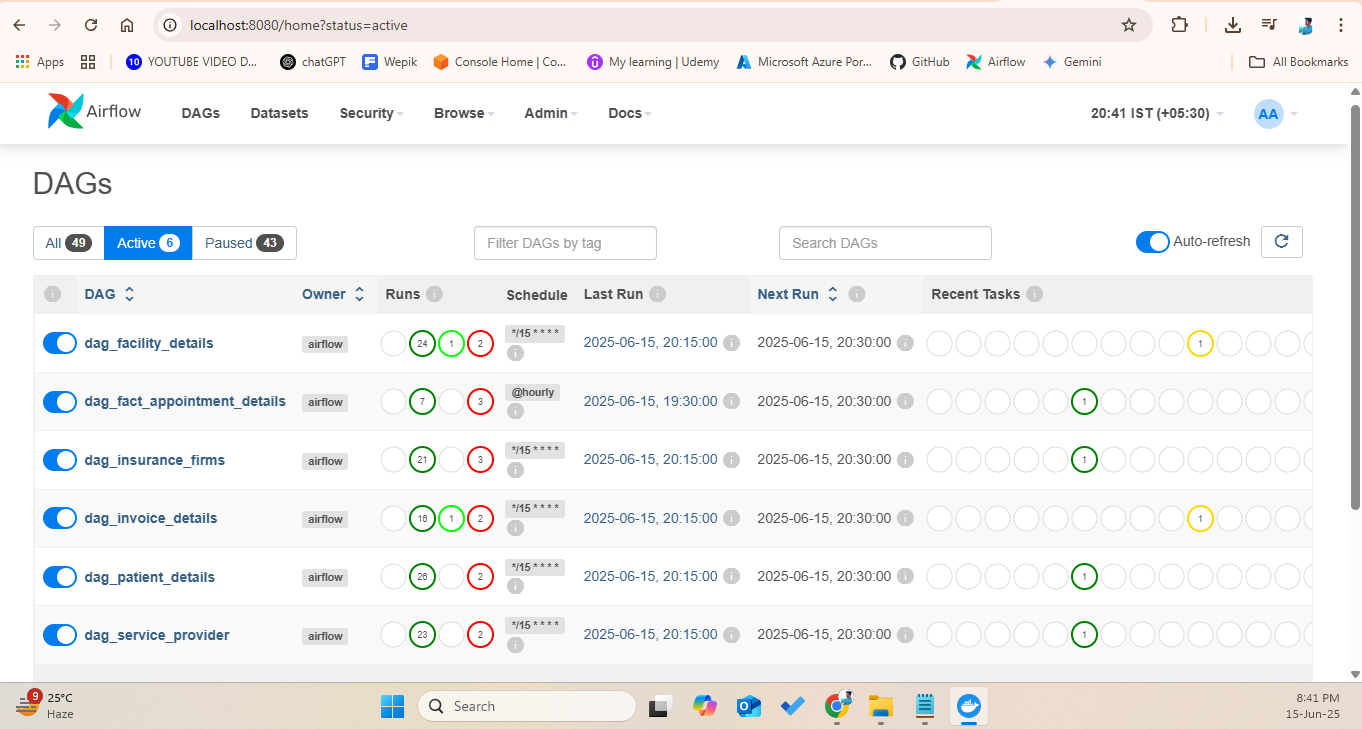 localhost:8080/home?status=active
Apps YOUTUBE VIDEO D... chatGPT Wepik Console Home | Co... My learning | Udemy Microsoft Azure Por... GitHub Airflow Gemini All Bookmarks
Airflow DAGs Datasets Security Browse Admin Docs 20:41 IST (+05:30) AA
DAGs
All 49 Active 6 Paused 43 Filter DAGs by tag Search DAGs Auto-refresh
DAG Owner Runs Schedule Last Run Next Run Recent Tasks
dag_facility_details airflow 24 1 2 */15 * * * * 2025-06-15, 20:15:00 2025-06-15, 20:30:00 1
dag_fact_appointment_details airflow 7 3 @hourly 2025-06-15, 19:30:00 2025-06-15, 20:30:00 1
dag_insurance_firms airflow 21 3 */15 * * * * 2025-06-15, 20:15:00 2025-06-15, 20:30:00 1
dag_invoice_details airflow 16 1 2 */15 * * * * 2025-06-15, 20:15:00 2025-06-15, 20:30:00 1
dag_patient_details airflow 26 2 */15 * * * * 2025-06-15, 20:15:00 2025-06-15, 20:30:00 1
dag_service_provider airflow 23 2 */15 * * * * 2025-06-15, 20:15:00 2025-06-15, 20:30:00 1
9 25°C Search 8:41 PM
Haze 15-Jun-25